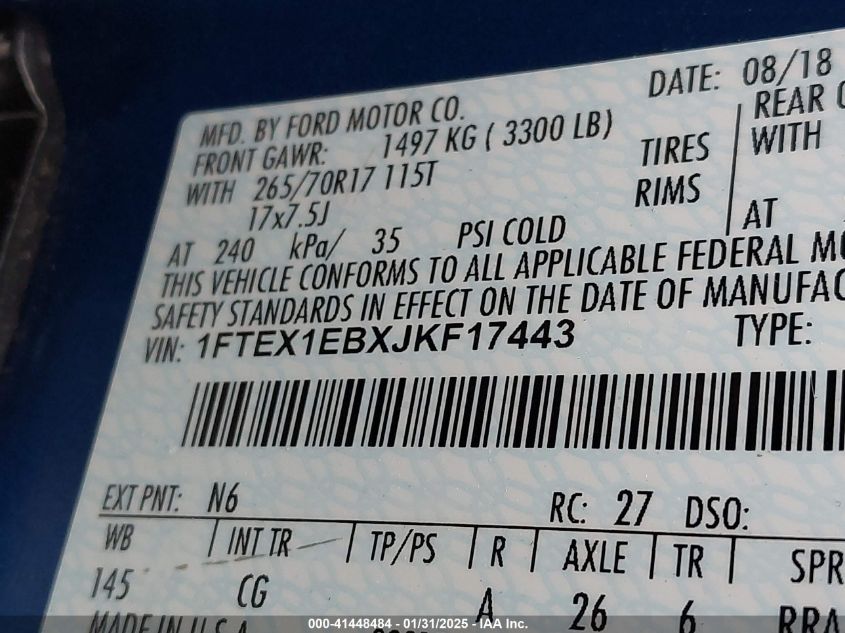 DATE: 08/18
MFD. BY FORD MOTOR CO.
FRONT GAWR: 1497 KG ( 3300 LB)
REAR
WITH 265/70R17 115T TIRES WITH
17x7.5J RIMS
AT 240 kPa/ 35 PSI COLD AT
THIS VEHICLE CONFORMS TO ALL APPLICABLE FEDERAL
SAFETY STANDARDS IN EFFECT ON THE DATE OF
VIN: 1FTEX1EBXJKF17443 TYPE:
EXT PNT: N6 RC: 27 DSO:
WB INT TR TP/PS R AXLE TR SPR
145 CG A 26 6 RRA
MADE IN U.S.A
000-41448484 - 01/31/2025 - IAA Inc.